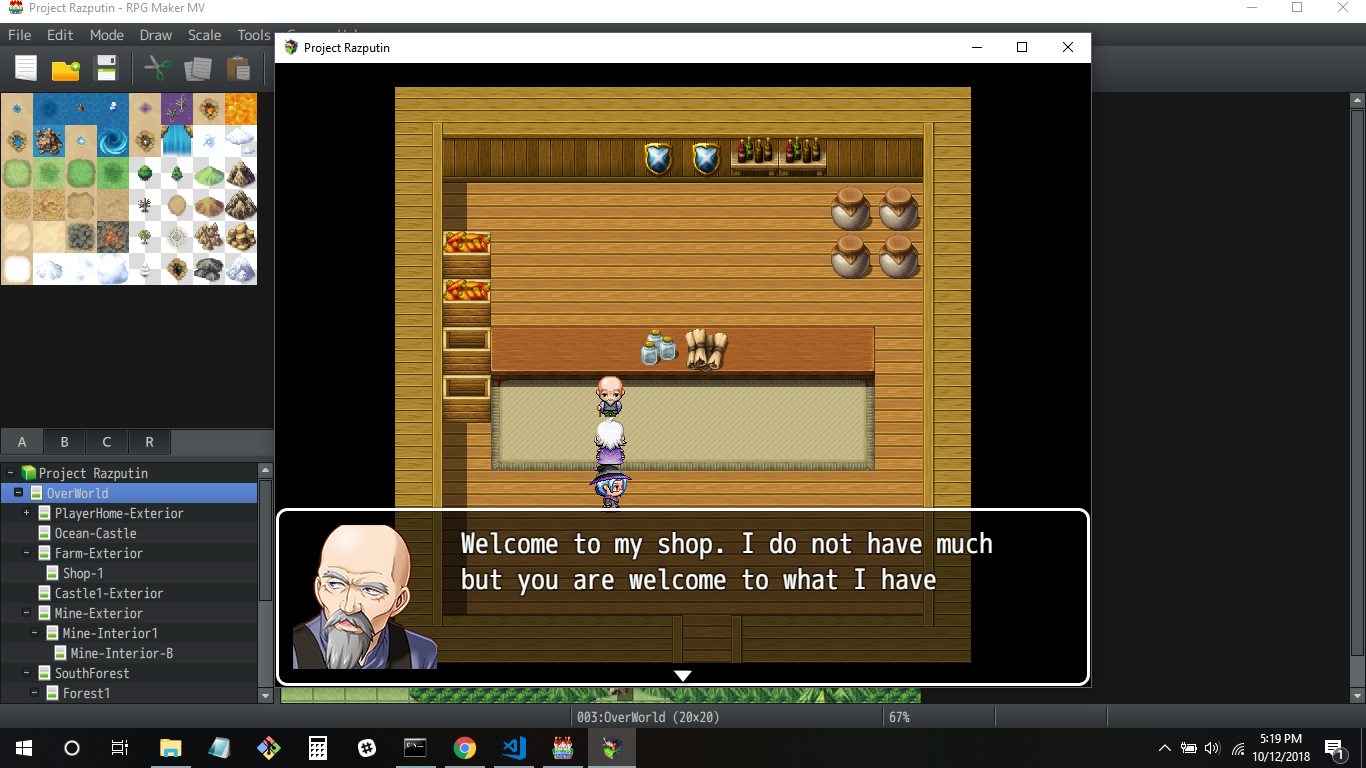 Project Razputin - RPG Maker MV
File Edit Mode Draw Scale Tools
Project Razputin
A B C R
Project Razputin
OverWorld
PlayerHome-Exterior
Ocean-Castle
Farm-Exterior
Shop-1
Castle1-Exterior
Mine-Exterior
Mine-Interior1
Mine-Interior-B
SouthForest
Forest1
Welcome to my shop. I do not have much
but you are welcome to what I have
003:OverWorld (20x20)
67%
5:19 PM
10/12/2018
1